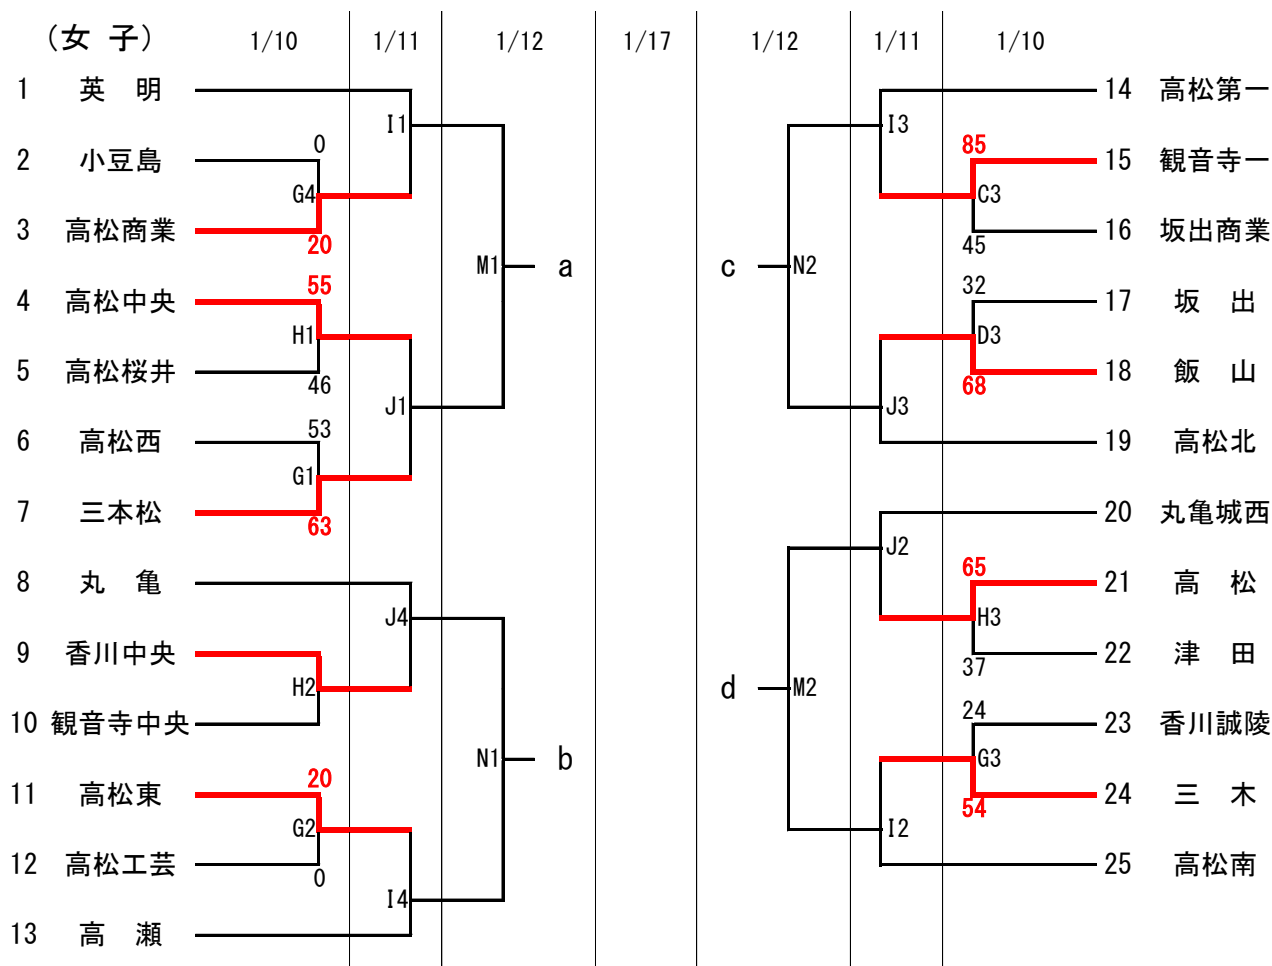 （女 子）
1/10
1/11
1/12
1/17
1/12
1/11
1/10
1 英 明
I1
2 小豆島
0
G4
3 高松商業
20
M1
a
4 高松中央
55
H1
5 高松桜井
46
J1
6 高松西
53
G1
7 三本松
63
8 丸 亀
J4
9 香川中央
H2
10 観音寺中央
N1
b
11 高松東
20
G2
12 高松工芸
0
I4
13 高 瀬
14 高松第一
I3
85
15 観音寺一
C3
16 坂出商業
45
c
N2
32
17 坂 出
D3
18 飯 山
68
J3
19 高松北
20 丸亀城西
J2
65
21 高 松
H3
22 津 田
37
d
M2
24
23 香川誠陵
G3
24 三 木
54
I2
25 高松南